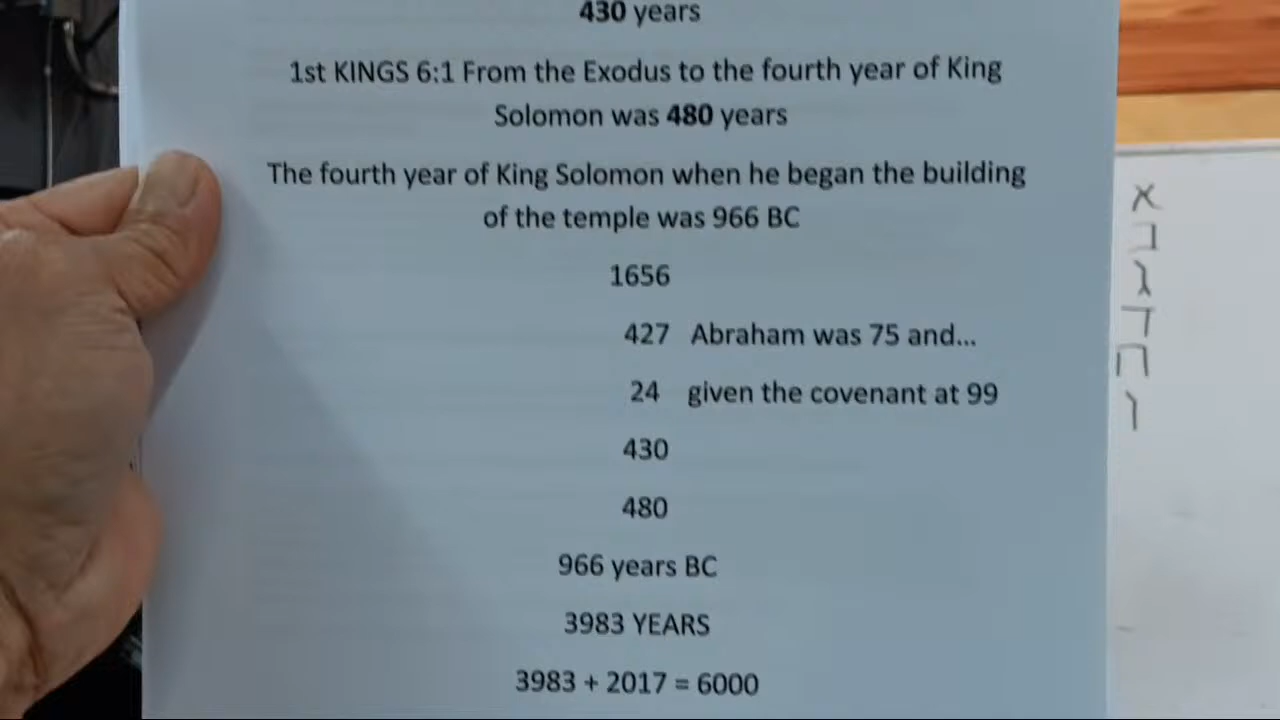 430 years
1st KINGS 6:1 From the Exodus to the fourth year of King
Solomon was 480 years
The fourth year of King Solomon when he began the building
of the temple was 966 BC
1656
427 Abraham was 75 and...
24 given the covenant at 99
430
480
966 years BC
3983 YEARS
3983 + 2017 = 6000
א
ב
ג
ד
ה
ו